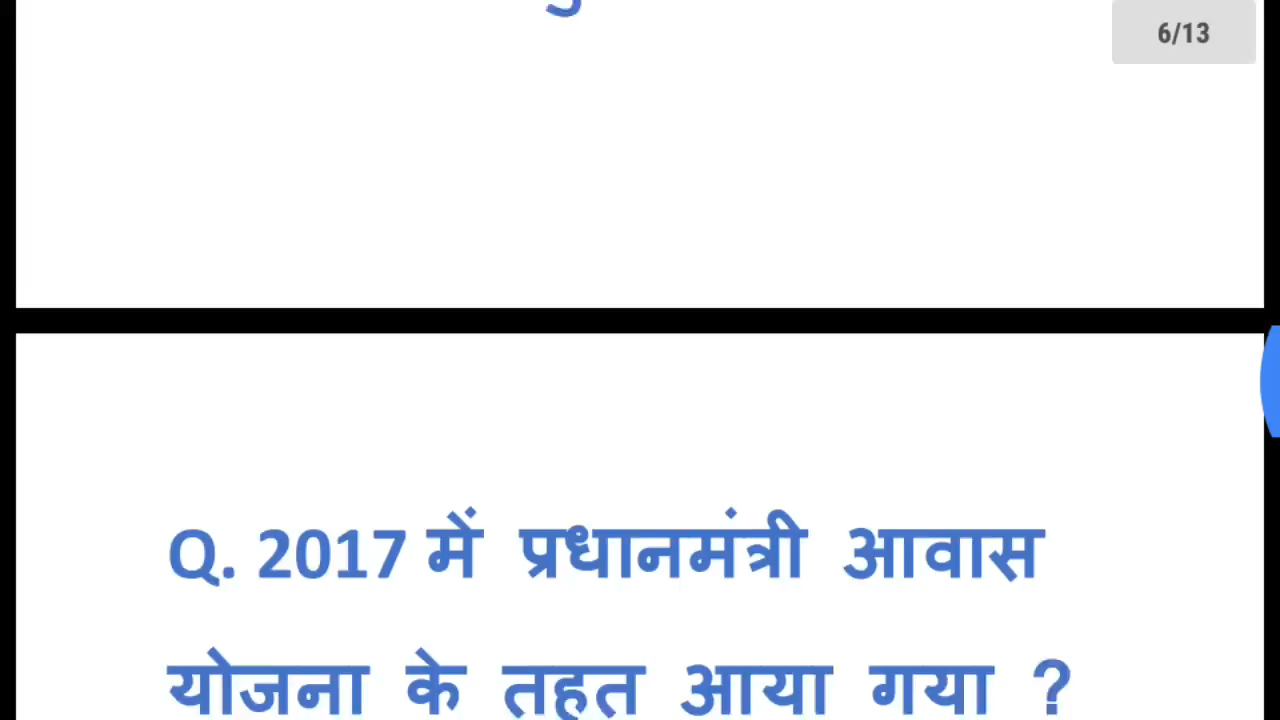 6/13
Q. 2017 में प्रधानमंत्री आवास
योजना के तहत आया गया ?